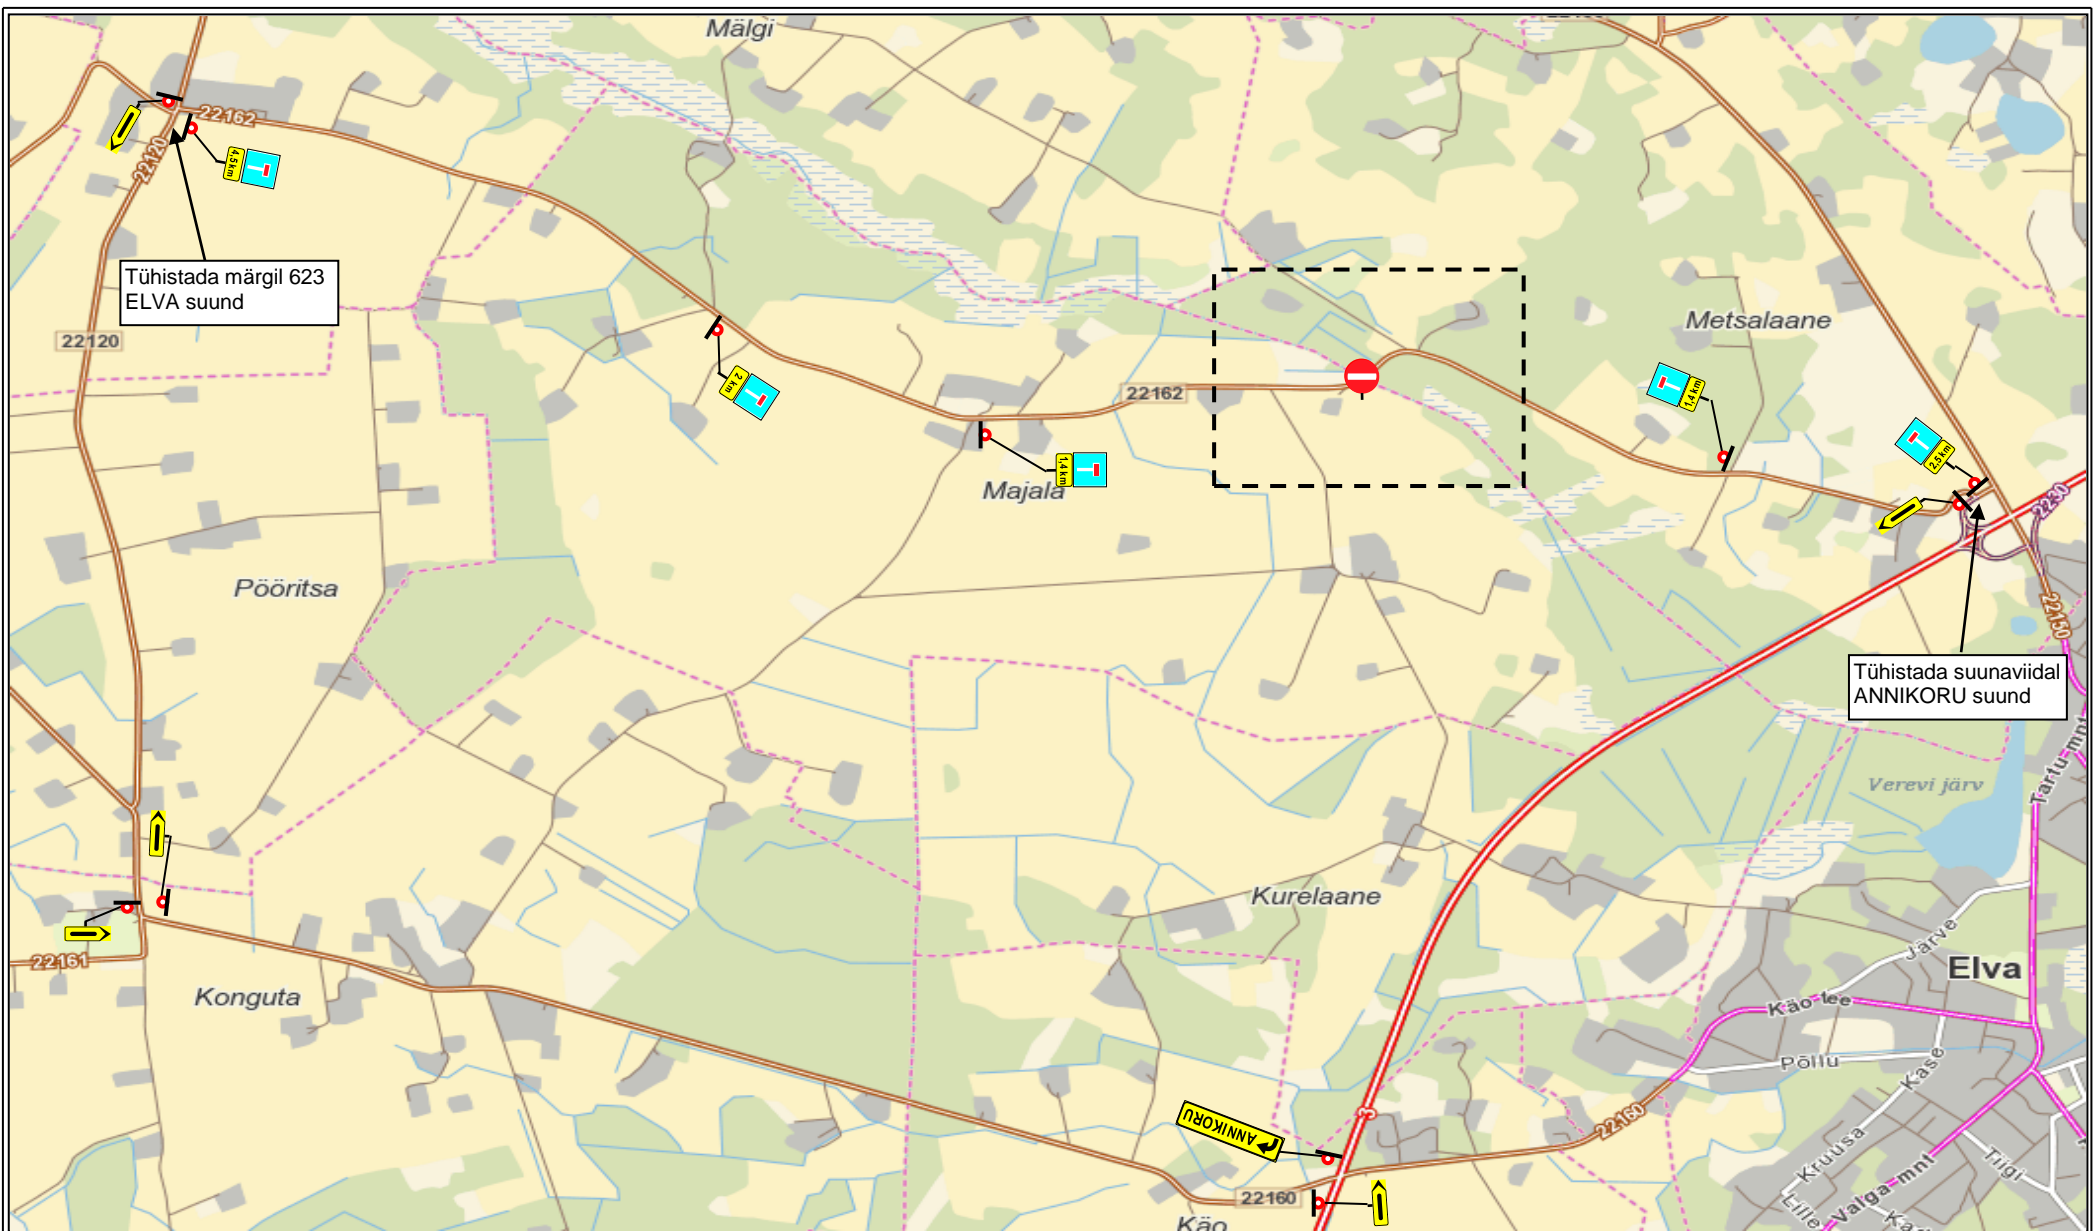 Mälgi
22162
22120
4,5 km
Tühistada märgil 623
ELVA suund
22120
2 km
Metsalaane
22162
1,4 km
1,4 km
2,5 km
Majala
2230
Pööritsa
22150
Tühistada suunaviidal
ANNIKORU suund
Tartu mnt
Verevi järv
Kurelaane
Järve
22161
Elva
Konguta
Käo tee
Põllu
Kase
3
22160
ANNIKORU
Kruusa
Tiigi
22160
Valga mnt
Lille
Käo